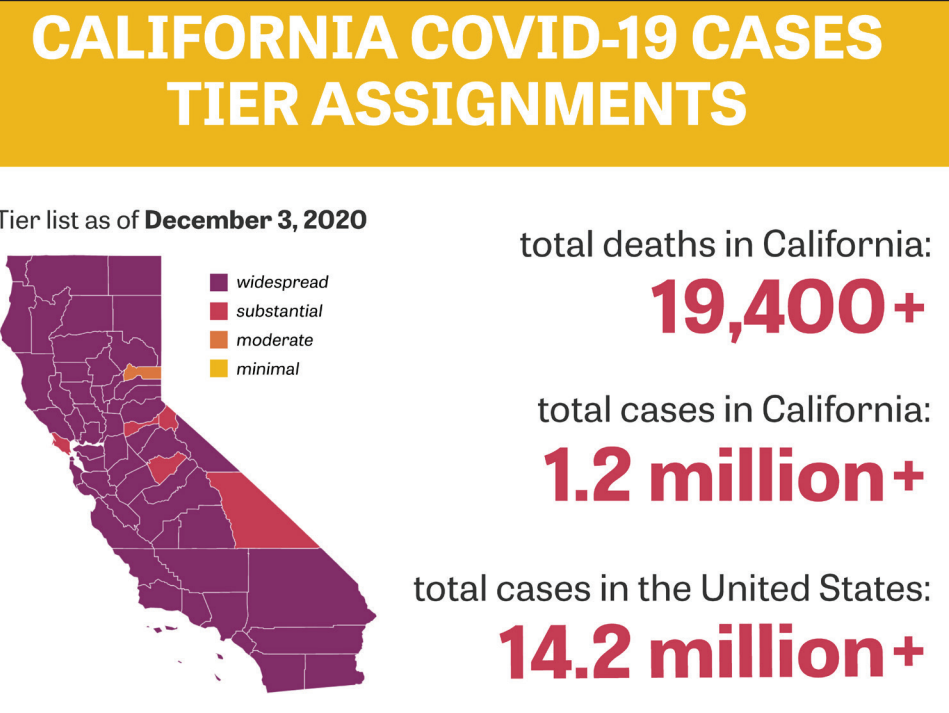 CALIFORNIA COVID-19 CASES
TIER ASSIGNMENTS
Tier list as of December 3, 2020
widespread
substantial
moderate
minimal
total deaths in California:
19,400+
total cases in California:
1.2 million+
total cases in the United States:
14.2 million+